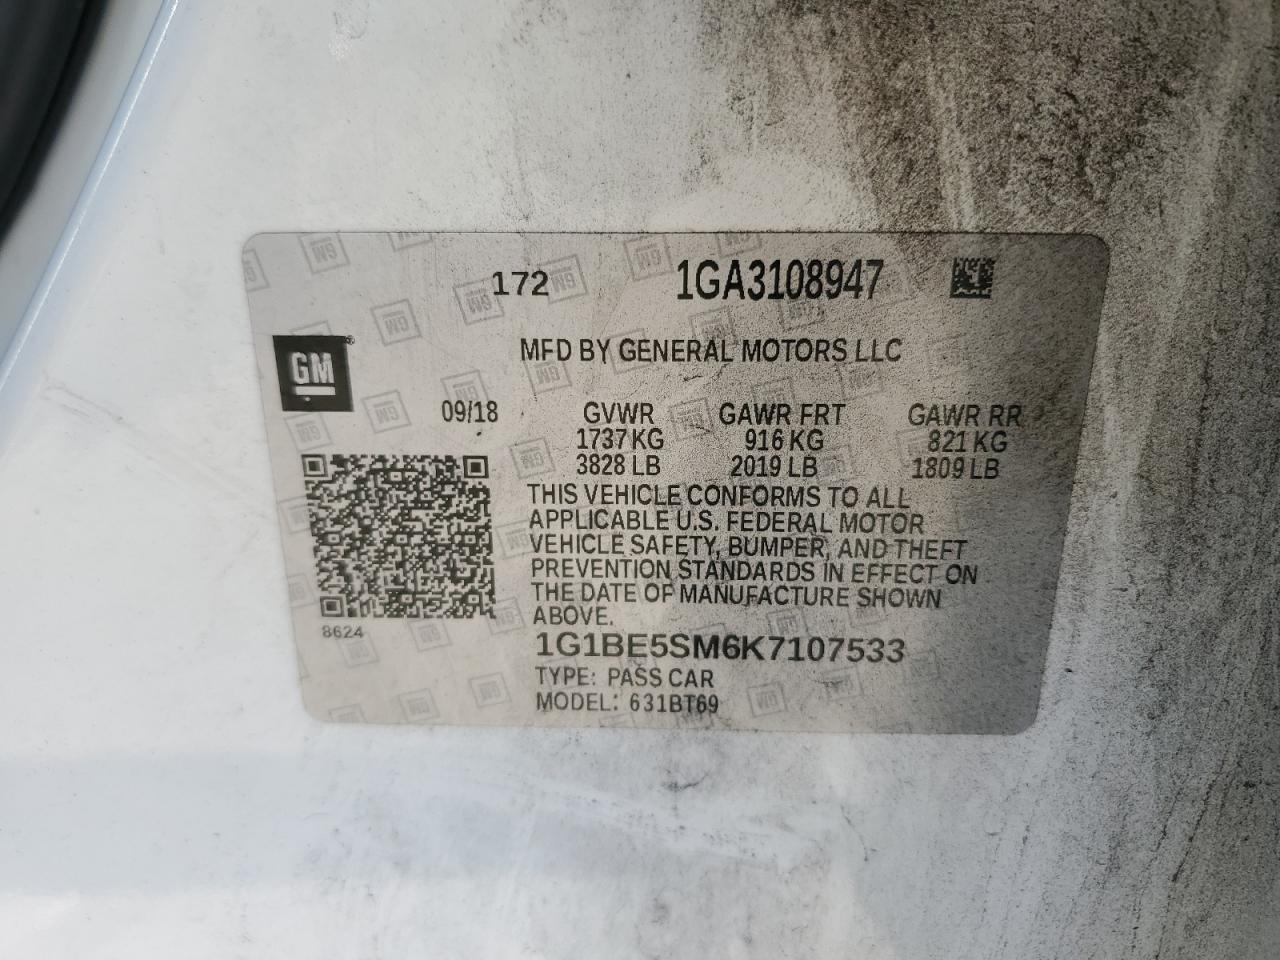 172 1GA3108947
GM
MFD BY GENERAL MOTORS LLC
09/18 GVWR GAWR FRT GAWR RR
1737 KG 916 KG 821 KG
3828 LB 2019 LB 1809 LB
THIS VEHICLE CONFORMS TO ALL
APPLICABLE U.S. FEDERAL MOTOR
VEHICLE SAFETY, BUMPER, AND THEFT
PREVENTION STANDARDS IN EFFECT ON
THE DATE OF MANUFACTURE SHOWN
ABOVE.
8624
1G1BE5SM6K7107533
TYPE: PASS CAR
MODEL: 631BT69